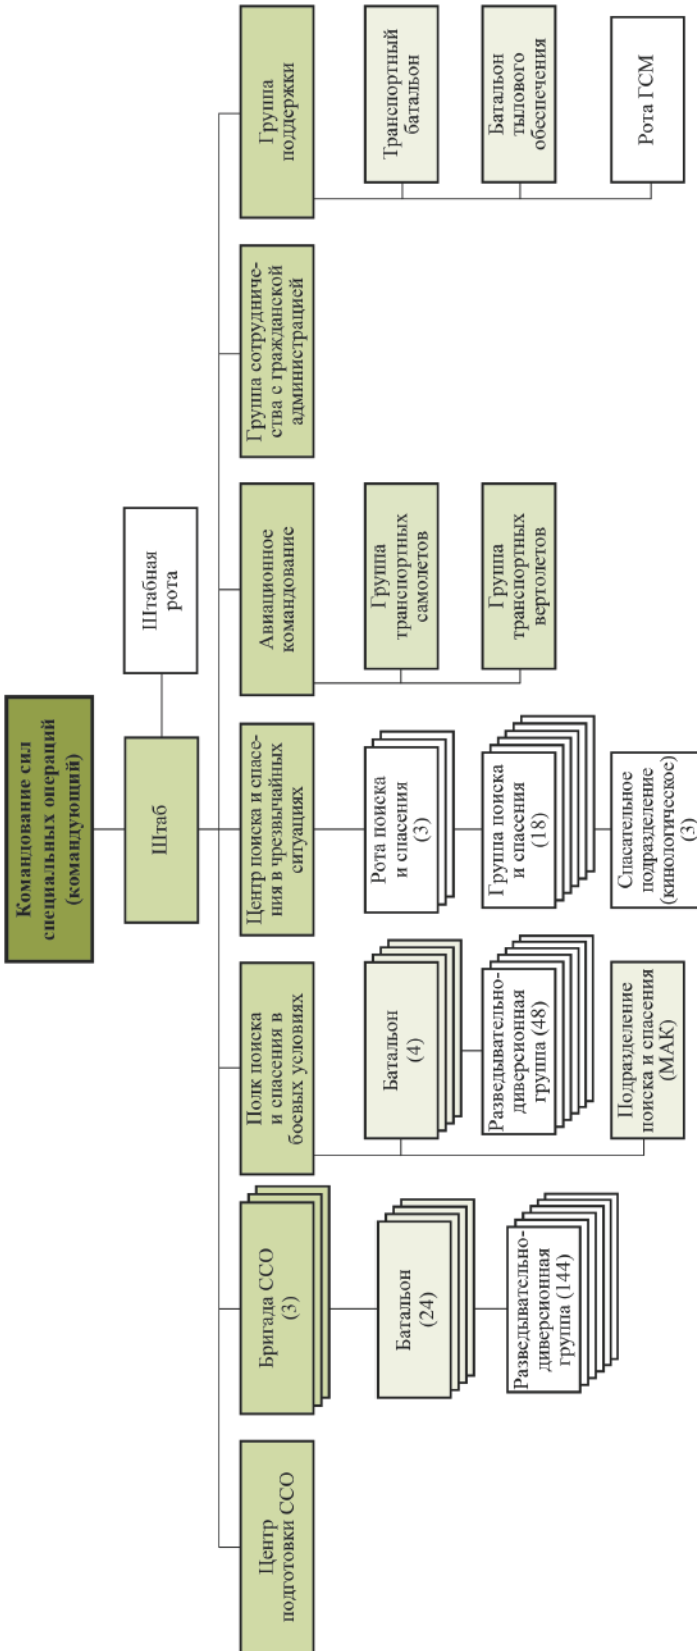 Командование сил
специальных операций
(командующий)
Штаб
Штабная
рота
Центр
подготовки ССО
Бригада ССО
(3)
Батальон
(24)
Разведывательно-
диверсионная
группа (144)
Полк поиска
и спасения в
боевых условиях
Батальон
(4)
Разведывательно-
диверсионная
группа (48)
Подразделение
поиска и спасения
(МАК)
Центр поиска и спасе-
ния в чрезвычайных
ситуациях
Рота поиска
и спасения
(3)
Группа поиска
и спасения
(18)
Спасательное
подразделение
(кинологическое)
(3)
Авиационное
командование
Группа
транспортных
самолетов
Группа
транспортных
вертолетов
Группа сотрудниче-
ства с гражданской
администрацией
Группа
поддержки
Транспортный
батальон
Батальон
тылового
обеспечения
Рота ГСМ